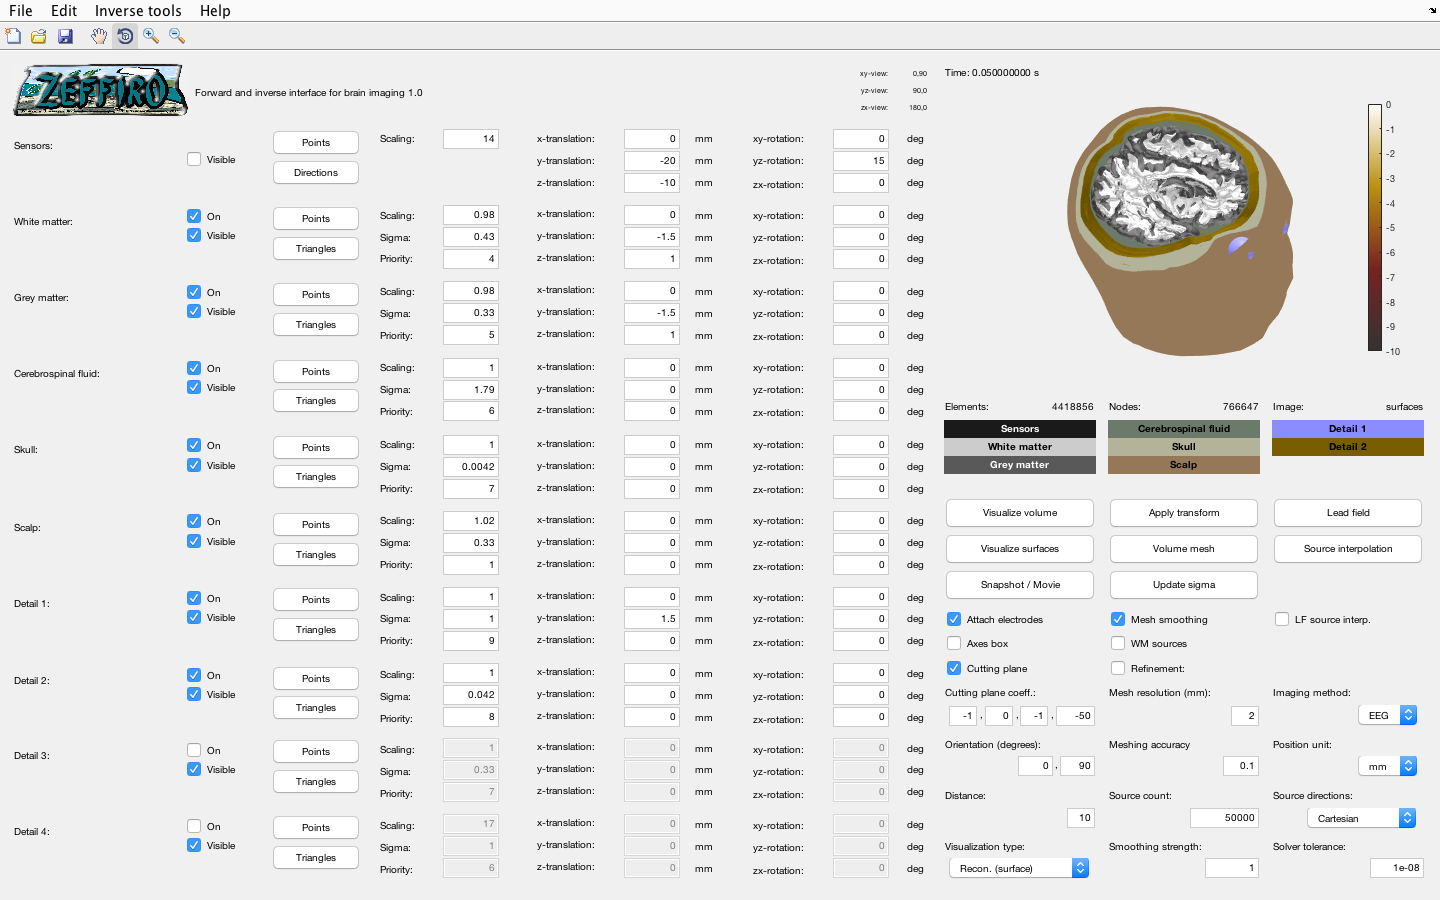 File Edit Inverse tools Help
ZEFFIRO
Forward and inverse interface for brain imaging 1.0
xy-view: 0,90
yz-view: 90,0
zx-view: 180,0
Sensors:
Visible
Points
Directions
Scaling: 14
x-translation: 0 mm
y-translation: -20 mm
z-translation: -10 mm
xy-rotation: 0 deg
yz-rotation: 15 deg
zx-rotation: 0 deg
White matter:
On
Visible
Points
Triangles
Scaling: 0.98
Sigma: 0.43
Priority: 4
x-translation: 0 mm
y-translation: -1.5 mm
z-translation: 1 mm
xy-rotation: 0 deg
yz-rotation: 0 deg
zx-rotation: 0 deg
Grey matter:
On
Visible
Points
Triangles
Scaling: 0.98
Sigma: 0.33
Priority: 5
x-translation: 0 mm
y-translation: -1.5 mm
z-translation: 1 mm
xy-rotation: 0 deg
yz-rotation: 0 deg
zx-rotation: 0 deg
Cerebrospinal fluid:
On
Visible
Points
Triangles
Scaling: 1
Sigma: 1.79
Priority: 6
x-translation: 0 mm
y-translation: 0 mm
z-translation: 0 mm
xy-rotation: 0 deg
yz-rotation: 0 deg
zx-rotation: 0 deg
Skull:
On
Visible
Points
Triangles
Scaling: 1
Sigma: 0.0042
Priority: 7
x-translation: 0 mm
y-translation: 0 mm
z-translation: 0 mm
xy-rotation: 0 deg
yz-rotation: 0 deg
zx-rotation: 0 deg
Scalp:
On
Visible
Points
Triangles
Scaling: 1.02
Sigma: 0.33
Priority: 1
x-translation: 0 mm
y-translation: 0 mm
z-translation: 0 mm
xy-rotation: 0 deg
yz-rotation: 0 deg
zx-rotation: 0 deg
Detail 1:
On
Visible
Points
Triangles
Scaling: 1
Sigma: 1
Priority: 9
x-translation: 0 mm
y-translation: 1.5 mm
z-translation: 0 mm
xy-rotation: 0 deg
yz-rotation: 0 deg
zx-rotation: 0 deg
Detail 2:
On
Visible
Points
Triangles
Scaling: 1
Sigma: 0.042
Priority: 8
x-translation: 0 mm
y-translation: 0 mm
z-translation: 0 mm
xy-rotation: 0 deg
yz-rotation: 0 deg
zx-rotation: 0 deg
Detail 3:
On
Visible
Points
Triangles
Scaling: 1
Sigma: 0.33
Priority: 7
x-translation: 0 mm
y-translation: 0 mm
z-translation: 0 mm
xy-rotation: 0 deg
yz-rotation: 0 deg
zx-rotation: 0 deg
Detail 4:
On
Visible
Points
Triangles
Scaling: 17
Sigma: 1
Priority: 6
x-translation: 0 mm
y-translation: 0 mm
z-translation: 0 mm
xy-rotation: 0 deg
yz-rotation: 0 deg
zx-rotation: 0 deg
Time: 0.050000000 s
0
-1
-2
-3
-4
-5
-6
-7
-8
-9
-10
Elements: 4418856 Nodes: 766647 Image: surfaces
Sensors Cerebrospinal fluid Detail 1
White matter Skull Detail 2
Grey matter Scalp
Visualize volume Apply transform Lead field
Visualize surfaces Volume mesh Source interpolation
Snapshot / Movie Update sigma
Attach electrodes Mesh smoothing LF source interp.
Axes box WM sources
Cutting plane Refinement:
Cutting plane coeff.: Mesh resolution (mm): Imaging method:
-1 , 0 , -1 , -50 2 EEG
Orientation (degrees): Meshing accuracy Position unit:
0 , 90 0.1 mm
Distance: Source count: Source directions:
10 50000 Cartesian
Visualization type: Smoothing strength: Solver tolerance:
Recon. (surface) 1 1e-08